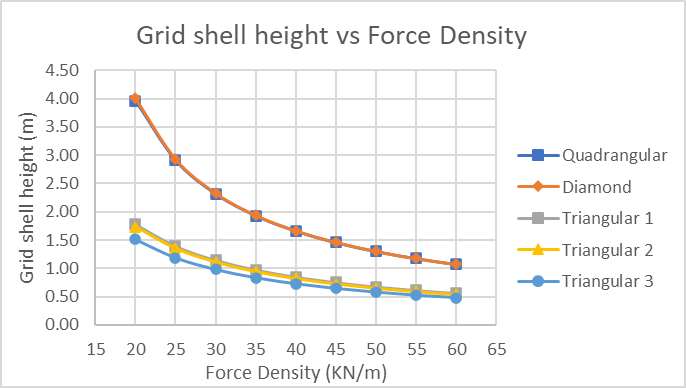 Grid shell height vs Force Density
Grid shell height (m)
4.50
4.00
3.50
3.00
2.50
2.00
1.50
1.00
0.50
0.00
15 20 25 30 35 40 45 50 55 60 65
Force Density (KN/m)
Quadrangular
Diamond
Triangular 1
Triangular 2
Triangular 3